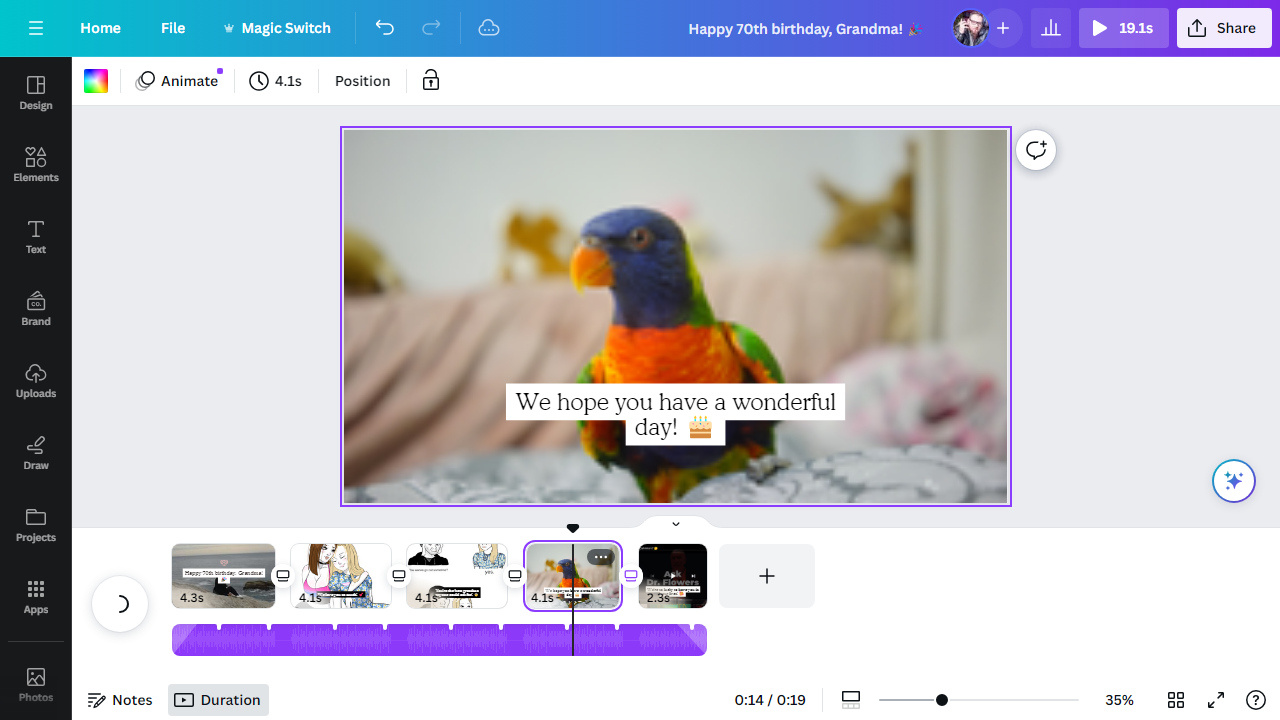 Home File Magic Switch Happy 70th birthday, Grandma! 🎉 19.1s Share
Design
Elements
Text
CO.
Brand
Uploads
Draw
Projects
Apps
Photos
Animate 4.1s Position
We hope you have a wonderful
day! 🎂
Happy 70th birthday, Grandma!
you.
Ask
Dr. Flowers
4.3s 4.1s 4.1s 4.1s 2.3s
Notes Duration 0:14 / 0:19 35%